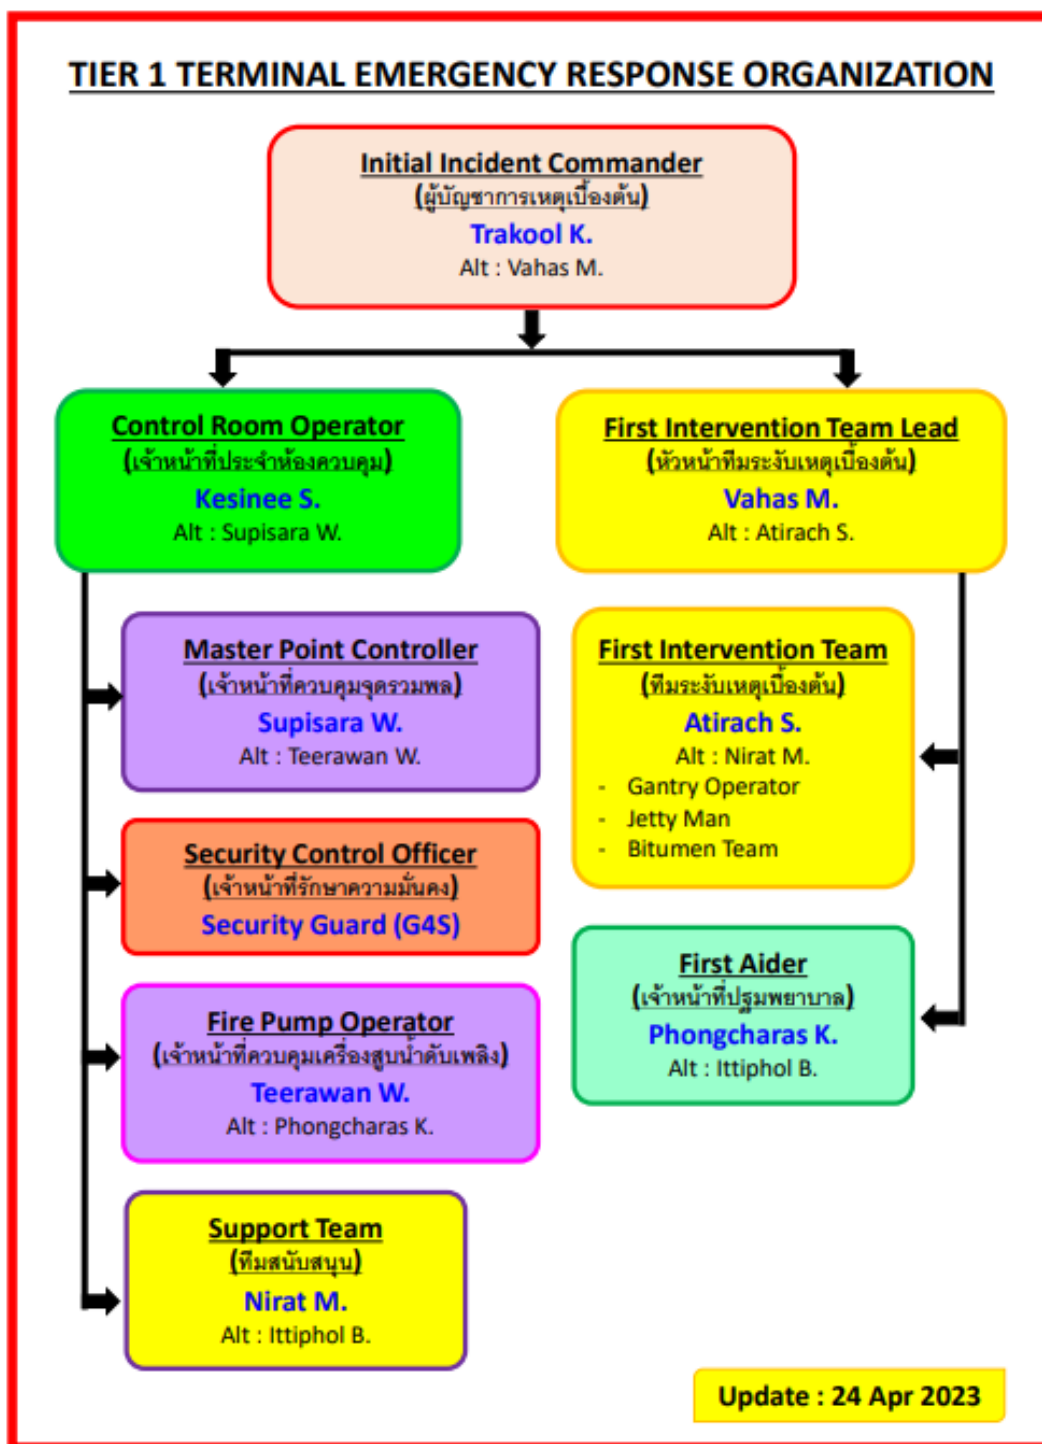 TIER 1 TERMINAL EMERGENCY RESPONSE ORGANIZATION
Initial Incident Commander
(ผู้บัญชาการเหตุเบื้องต้น)
Trakool K.
Alt : Vahas M.
Control Room Operator
(เจ้าหน้าที่ประจำห้องควบคุม)
Kesinee S.
Alt : Supisara W.
First Intervention Team Lead
(หัวหน้าทีมระงับเหตุเบื้องต้น)
Vahas M.
Alt : Atirach S.
Master Point Controller
(เจ้าหน้าที่ควบคุมจุดรวมพล)
Supisara W.
Alt : Teerawan W.
Security Control Officer
(เจ้าหน้าที่รักษาความมั่นคง)
Security Guard (G4S)
Fire Pump Operator
(เจ้าหน้าที่ควบคุมเครื่องสูบน้ำดับเพลิง)
Teerawan W.
Alt : Phongcharas K.
Support Team
(ทีมสนับสนุน)
Nirat M.
Alt : Ittiphol B.
First Intervention Team
(ทีมระงับเหตุเบื้องต้น)
Atirach S.
Alt : Nirat M.
- Gantry Operator
- Jetty Man
- Bitumen Team
First Aider
(เจ้าหน้าที่ปฐมพยาบาล)
Phongcharas K.
Alt : Ittiphol B.
Update : 24 Apr 2023